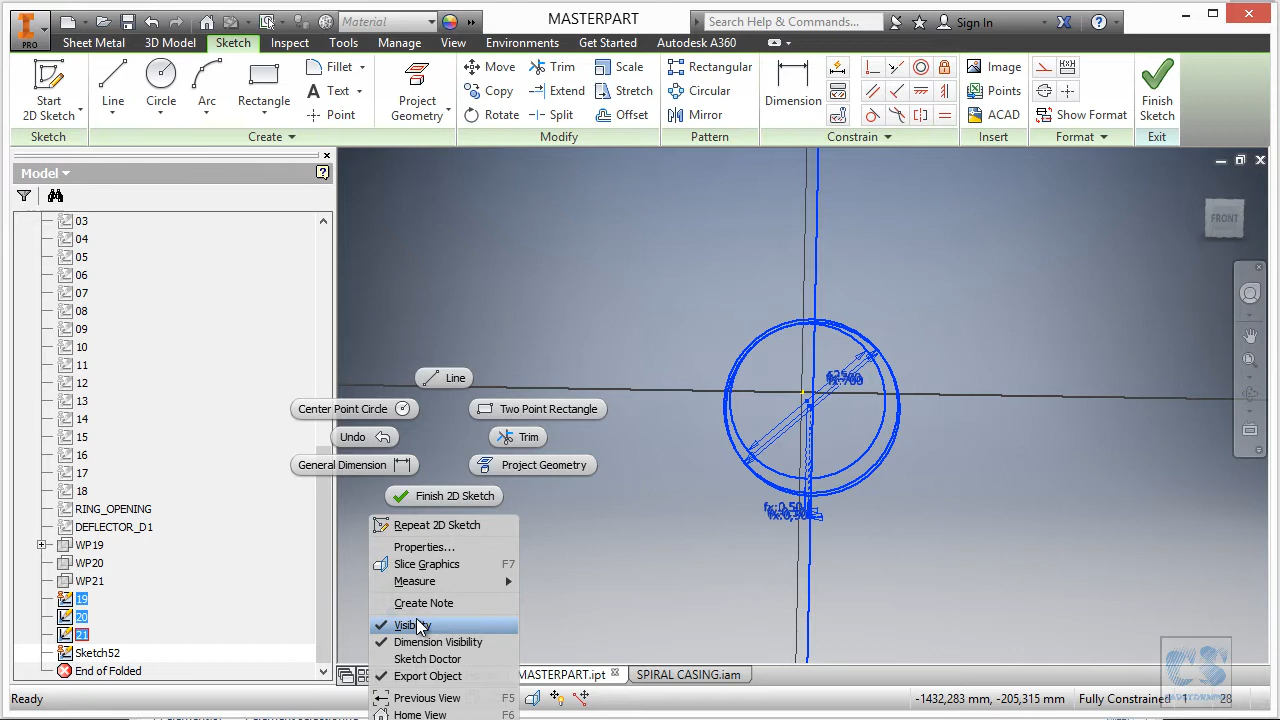 PRO
Material
MASTERPART
Search Help & Commands...
Sign In
Sheet Metal
3D Model
Sketch
Inspect
Tools
Manage
View
Environments
Get Started
Autodesk A360
Start
2D Sketch
Line
Circle
Arc
Rectangle
Fillet
Text
Point
Project
Geometry
Move
Copy
Rotate
Trim
Extend
Split
Scale
Stretch
Offset
Rectangular
Circular
Mirror
Dimension
Image
Points
ACAD
Finish
Sketch
Sketch
Create
Modify
Pattern
Constrain
Insert
Format
Exit
Model
03
04
05
06
07
08
09
10
11
12
13
14
15
16
17
18
RING_OPENING
DEFLECTOR_D1
WP19
WP20
WP21
19
20
21
Sketch52
End of Folded
Line
Center Point Circle
Two Point Rectangle
Undo
Trim
General Dimension
Project Geometry
Finish 2D Sketch
Repeat 2D Sketch
Properties...
Slice Graphics F7
Measure
Create Note
Visibility
Dimension Visibility
Sketch Doctor
Export Object
Previous View F5
Home View F6
FRONT
MASTERPART.ipt
SPIRAL CASING.iam
CS
Ready
-1432,283 mm, -205,315 mm
Fully Constrained
1
28